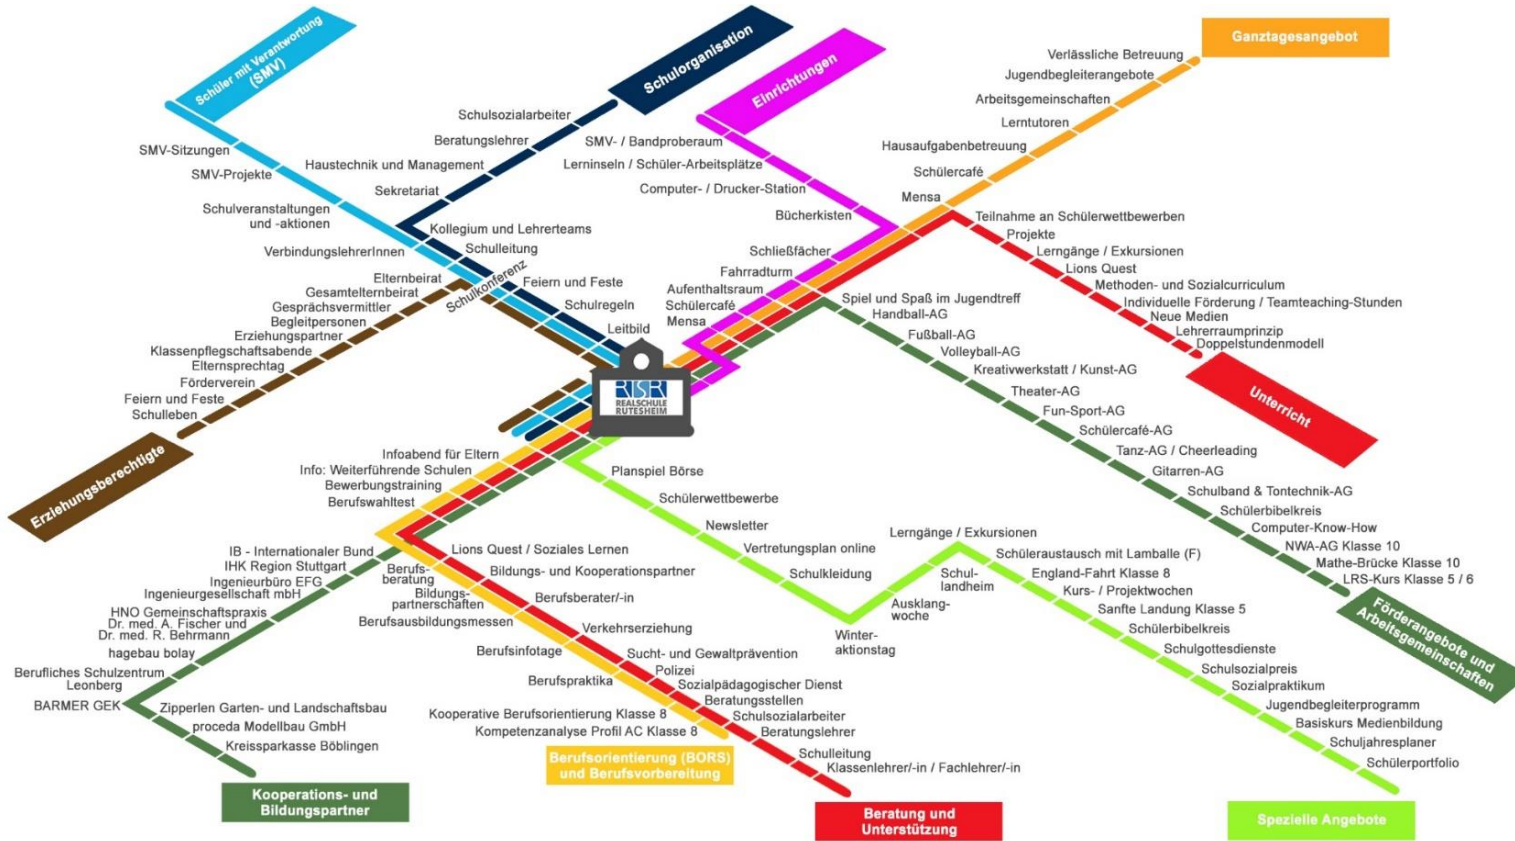 Schüler mit Verantwortung
(SMV)
SMV-Sitzungen
SMV-Projekte
Schulveranstaltungen
und -aktionen
VerbindungslehrerInnen
Schulorganisation
Schulsozialarbeiter
Beratungslehrer
Haustechnik und Management
Sekretariat
Kollegium und Lehrerteams
Schulleitung
Schulkonferenz
Feiern und Feste
Schulregeln
Leitbild
Einrichtungen
SMV- / Bandproberaum
Lerninseln / Schüler-Arbeitsplätze
Computer- / Drucker-Station
Bücherkisten
Schließfächer
Fahrradturm
Aufenthaltsraum
Schülercafé
Mensa
Ganztagesangebot
Verlässliche Betreuung
Jugendbegleiterangebote
Arbeitsgemeinschaften
Lerntutoren
Hausaufgabenbetreuung
Schülercafé
Mensa
Teilnahme an Schülerwettbewerben
Projekte
Lerngänge / Exkursionen
Lions Quest
Methoden- und Sozialcurriculum
Individuelle Förderung / Teamteaching-Stunden
Neue Medien
Lehrerraumprinzip
Doppelstundenmodell
Unterricht
Spiel und Spaß im Jugendtreff
Handball-AG
Fußball-AG
Volleyball-AG
Kreativwerkstatt / Kunst-AG
Theater-AG
Fun-Sport-AG
Schülercafé-AG
Tanz-AG / Cheerleading
Gitarren-AG
Schulband & Tontechnik-AG
Schülerbibelkreis
Computer-Know-How
NWA-AG Klasse 10
Mathe-Brücke Klasse 10
LRS-Kurs Klasse 5 / 6
Förderangebote und
Arbeitsgemeinschaften
Elternbeirat
Gesamtelternbeirat
Gesprächsvermittler
Begleitpersonen
Erziehungspartner
Klassenpflegschaftsabende
Elternsprechtag
Förderverein
Feiern und Feste
Schulleben
Erziehungsberechtigte
RSR
REALSCHULE
RUTESHEIM
Infoabend für Eltern
Info: Weiterführende Schulen
Bewerbungstraining
Berufswahltest
Berufs-
beratung
Bildungs-
partnerschaften
Berufsausbildungsmessen
Berufsinfotage
Berufspraktika
Kooperative Berufsorientierung Klasse 8
Kompetenzanalyse Profil AC Klasse 8
Berufsorientierung (BORS)
und Berufsvorbereitung
IB - Internationaler Bund
IHK Region Stuttgart
Ingenieurbüro EFG
Ingenieurgesellschaft mbH
HNO Gemeinschaftspraxis
Dr. med. A. Fischer und
Dr. med. R. Behrmann
hagebau bolay
Berufliches Schulzentrum
Leonberg
BARMER GEK
Zipperlen Garten- und Landschaftsbau
proceda Modellbau GmbH
Kreissparkasse Böblingen
Kooperations- und
Bildungspartner
Lions Quest / Soziales Lernen
Bildungs- und Kooperationspartner
Berufsberater/-in
Verkehrserziehung
Sucht- und Gewaltprävention
Polizei
Sozialpädagogischer Dienst
Beratungsstellen
Schulsozialarbeiter
Beratungslehrer
Schulleitung
Klassenlehrer/-in / Fachlehrer/-in
Beratung und
Unterstützung
Planspiel Börse
Schülerwettbewerbe
Newsletter
Vertretungsplan online
Schulkleidung
Winter-
aktionstag
Ausklang-
woche
Schul-
landheim
Lerngänge / Exkursionen
Schüleraustausch mit Lamballe (F)
England-Fahrt Klasse 8
Kurs- / Projektwochen
Sanfte Landung Klasse 5
Schülerbibelkreis
Schulgottesdienste
Schulsozialpreis
Sozialpraktikum
Jugendbegleiterprogramm
Basiskurs Medienbildung
Schuljahresplaner
Schülerportfolio
Spezielle Angebote